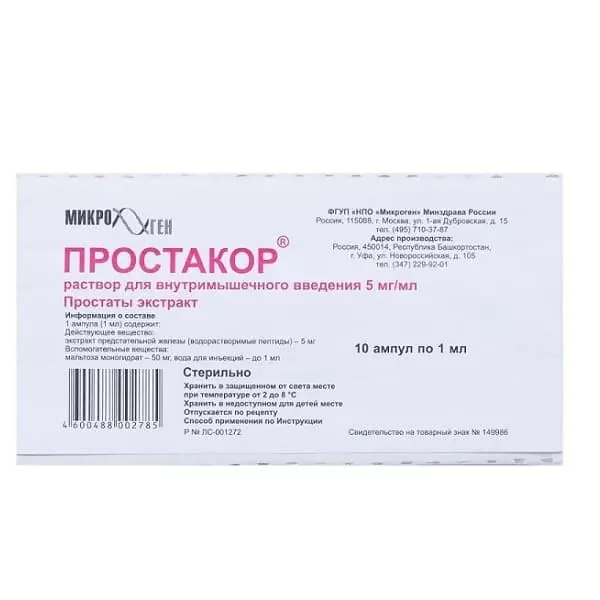 МИКРО ГЕН
ФГУП «НПО «Микроген» Минздрава России
Россия, 115088, г. Москва, ул. 1-ая Дубровская, д. 15
тел. (495) 710-37-87
Адрес производства:
Россия, 450014, Республика Башкортостан,
г. Уфа, ул. Новороссийская, д. 105
тел. (347) 229-92-01
ПРОСТАКОР®
раствор для внутримышечного введения 5 мг/мл
Простаты экстракт
Информация о составе
1 ампула (1 мл) содержит:
Действующее вещество:
экстракт предстательной железы (водорастворимые пептиды) – 5 мг
Вспомогательные вещества:
мальтоза моногидрат – 50 мг, вода для инъекций – до 1 мл
10 ампул по 1 мл
Стерильно
Хранить в защищенном от света месте
при температуре от 2 до 8 °С
Хранить в недоступном для детей месте
Отпускается по рецепту
Способ применения по Инструкции
Р № ЛС-001272
4600488002785
Свидетельство на товарный знак № 149986